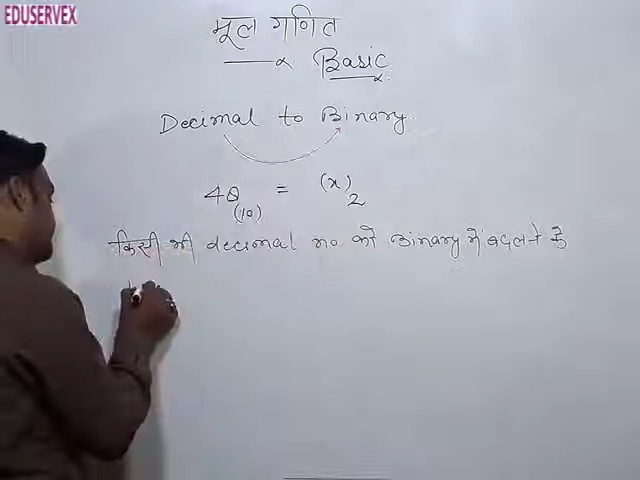 EDUSERVEX
मूल गणित
Basic
Decimal to Binary.
48 (10) = (x) 2
किसी भी decimal no. को Binary में बदलने के